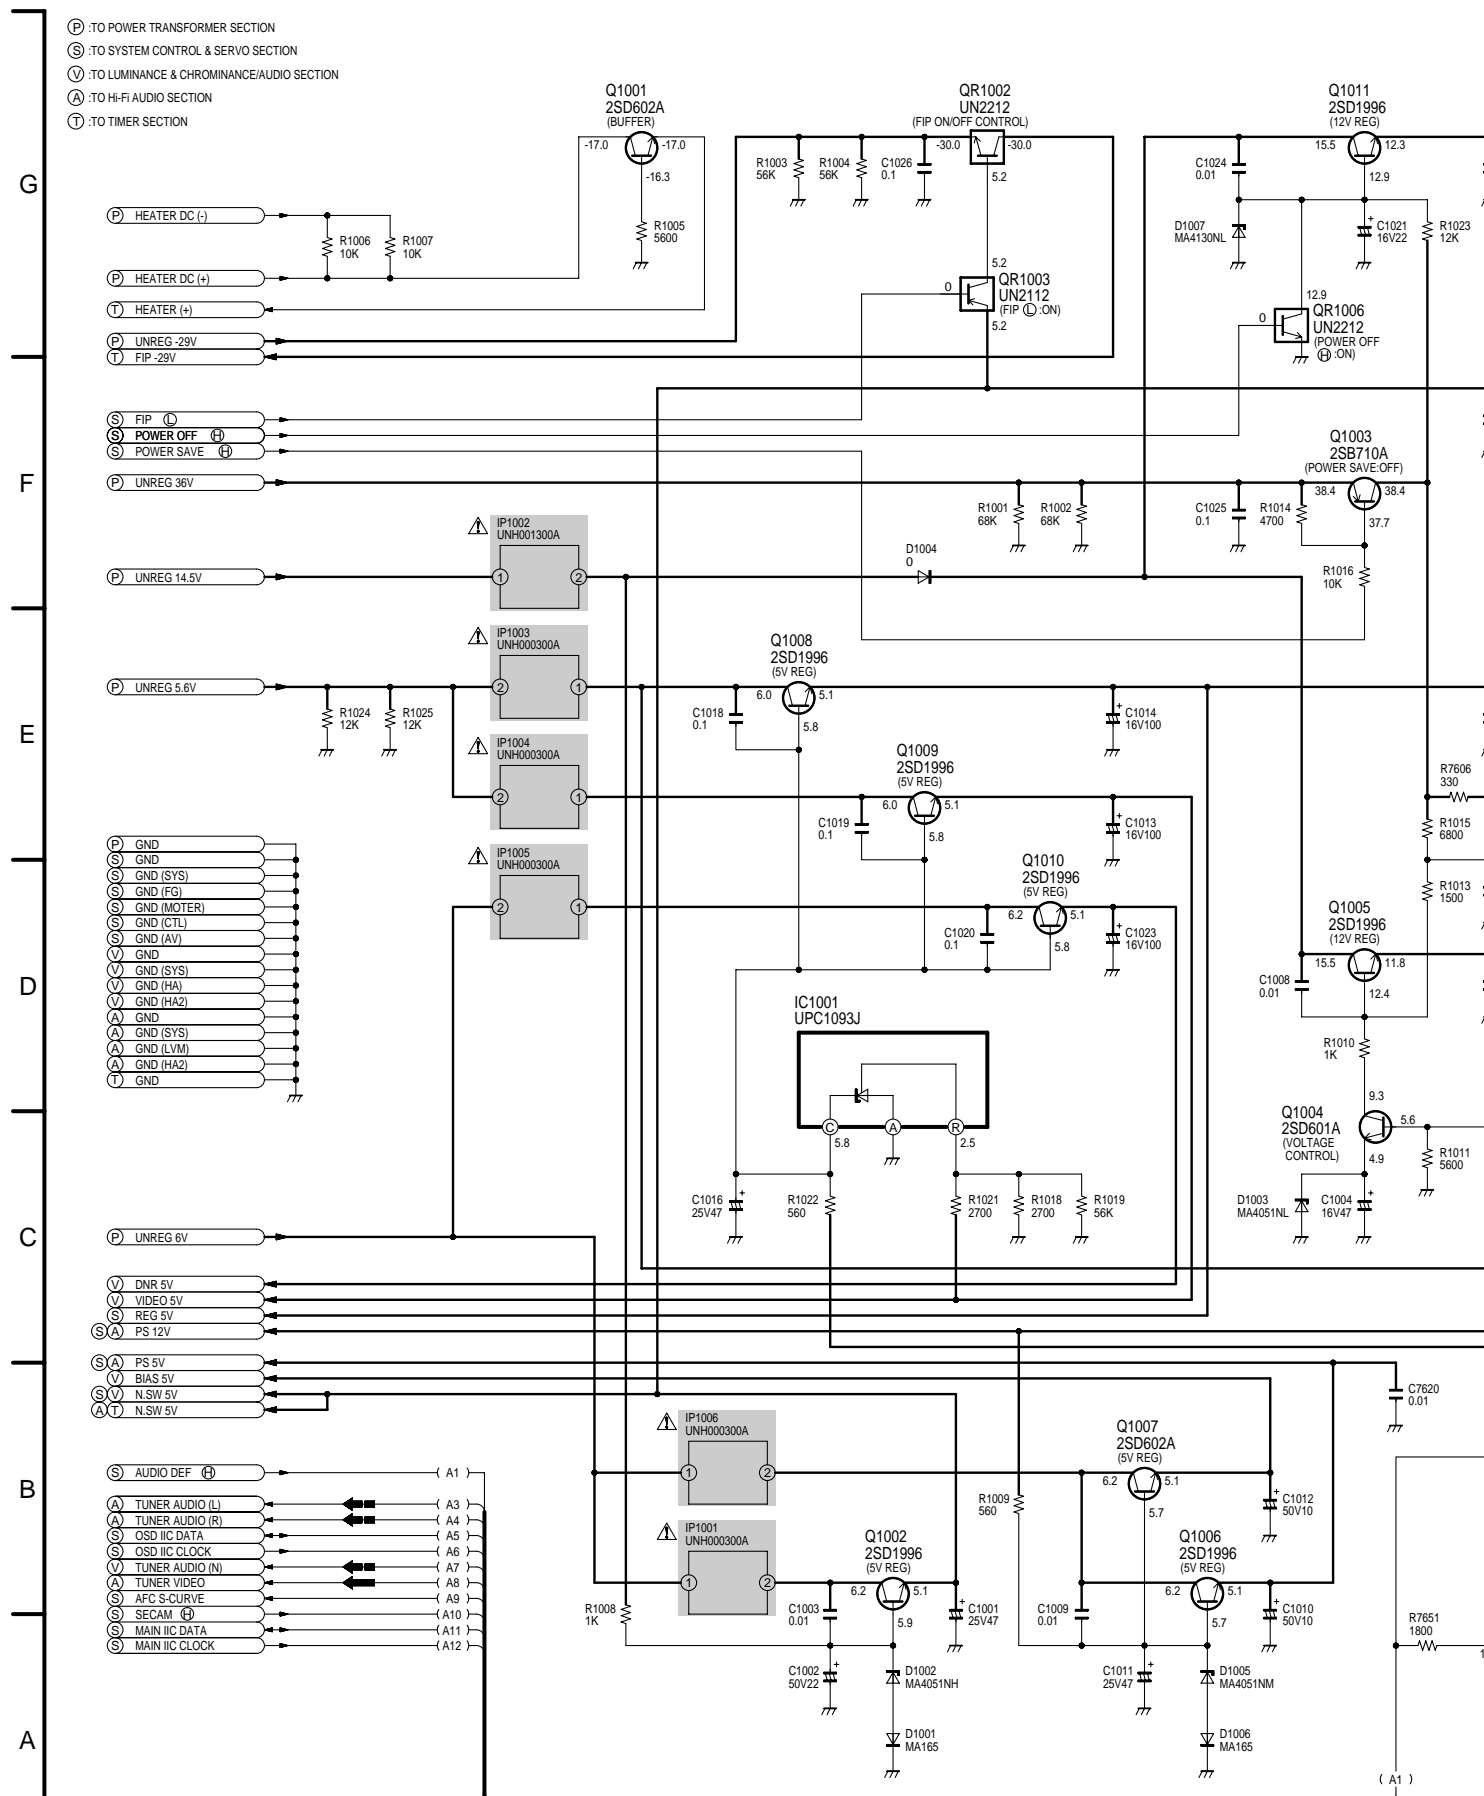 Ⓟ :TO POWER TRANSFORMER SECTION
Ⓢ :TO SYSTEM CONTROL & SERVO SECTION
Ⓥ :TO LUMINANCE & CHROMINANCE/AUDIO SECTION
Ⓐ :TO Hi-Fi AUDIO SECTION
Ⓣ :TO TIMER SECTION
G
Q1001
2SD602A
(BUFFER)
-17.0
-17.0
-16.3
R1005
5600
QR1002
UN2212
(FIP ON/OFF CONTROL)
-30.0
-30.0
5.2
R1003
56K
R1004
56K
C1026
0.1
Q1011
2SD1996
(12V REG)
15.5
12.3
12.9
C1024
0.01
D1007
MA4130NL
C1021
16V22
R1023
12K
Ⓟ HEATER DC (-)
R1006
10K
R1007
10K
Ⓟ HEATER DC (+)
Ⓣ HEATER (+)
Ⓟ UNREG -29V
Ⓣ FIP -29V
5.2
0
QR1003
UN2112
(FIP Ⓛ :ON)
5.2
12.9
0
QR1006
UN2212
(POWER OFF
Ⓗ :ON)
F
Ⓢ FIP Ⓛ
Ⓢ POWER OFF Ⓗ
Ⓢ POWER SAVE Ⓗ
Ⓟ UNREG 36V
R1001
68K
R1002
68K
C1025
0.1
R1014
4700
Q1003
2SB710A
(POWER SAVE:OFF)
38.4
38.4
37.7
R1016
10K
IP1002
UNH001300A
1
2
Ⓟ UNREG 14.5V
D1004
0
E
IP1003
UNH000300A
2
1
Ⓟ UNREG 5.6V
R1024
12K
R1025
12K
Q1008
2SD1996
(5V REG)
6.0
5.1
5.8
C1018
0.1
C1014
16V100
IP1004
UNH000300A
2
1
Q1009
2SD1996
(5V REG)
6.0
5.1
5.8
C1019
0.1
C1013
16V100
R7606
330
R1015
6800
R1013
1500
IP1005
UNH000300A
2
1
Q1010
2SD1996
(5V REG)
6.2
5.1
5.8
C1020
0.1
C1023
16V100
D
Ⓟ GND
Ⓢ GND
Ⓢ GND (SYS)
Ⓢ GND (FG)
Ⓢ GND (MOTER)
Ⓢ GND (CTL)
Ⓢ GND (AV)
Ⓥ GND
Ⓥ GND (SYS)
Ⓥ GND (HA)
Ⓥ GND (HA2)
Ⓐ GND
Ⓐ GND (SYS)
Ⓐ GND (LVM)
Ⓐ GND (HA2)
Ⓣ GND
IC1001
UPC1093J
C
A
R
5.8
2.5
Q1005
2SD1996
(12V REG)
15.5
11.8
12.4
C1008
0.01
R1010
1K
9.3
Q1004
2SD601A
(VOLTAGE
CONTROL)
5.6
4.9
R1011
5600
D1003
MA4051NL
C1004
16V47
C
C1016
25V47
R1022
560
R1021
2700
R1018
2700
R1019
56K
Ⓟ UNREG 6V
Ⓥ DNR 5V
Ⓥ VIDEO 5V
Ⓢ REG 5V
ⓈⒶ PS 12V
ⓈⒶ PS 5V
Ⓥ BIAS 5V
ⓈⓋ N.SW 5V
ⒶⓉ N.SW 5V
C7620
0.01
B
IP1006
UNH000300A
1
2
Q1007
2SD602A
(5V REG)
6.2
5.1
5.7
R1009
560
C1012
50V10
Ⓢ AUDIO DEF Ⓗ ( A1 )
Ⓐ TUNER AUDIO (L) ( A3 )
Ⓐ TUNER AUDIO (R) ( A4 )
Ⓢ OSD IIC DATA ( A5 )
Ⓢ OSD IIC CLOCK ( A6 )
Ⓥ TUNER AUDIO (N) ( A7 )
Ⓐ TUNER VIDEO ( A8 )
Ⓢ AFC S-CURVE ( A9 )
Ⓢ SECAM Ⓗ ( A10 )
Ⓢ MAIN IIC DATA ( A11 )
Ⓢ MAIN IIC CLOCK ( A12 )
IP1001
UNH000300A
1
2
R1008
1K
Q1002
2SD1996
(5V REG)
6.2
5.1
5.9
C1003
0.01
C1001
25V47
C1009
0.01
Q1006
2SD1996
(5V REG)
6.2
5.1
5.7
C1010
50V10
R7651
1800
C1002
50V22
D1002
MA4051NH
C1011
25V47
D1005
MA4051NM
A
D1001
MA165
D1006
MA165
( A1 )